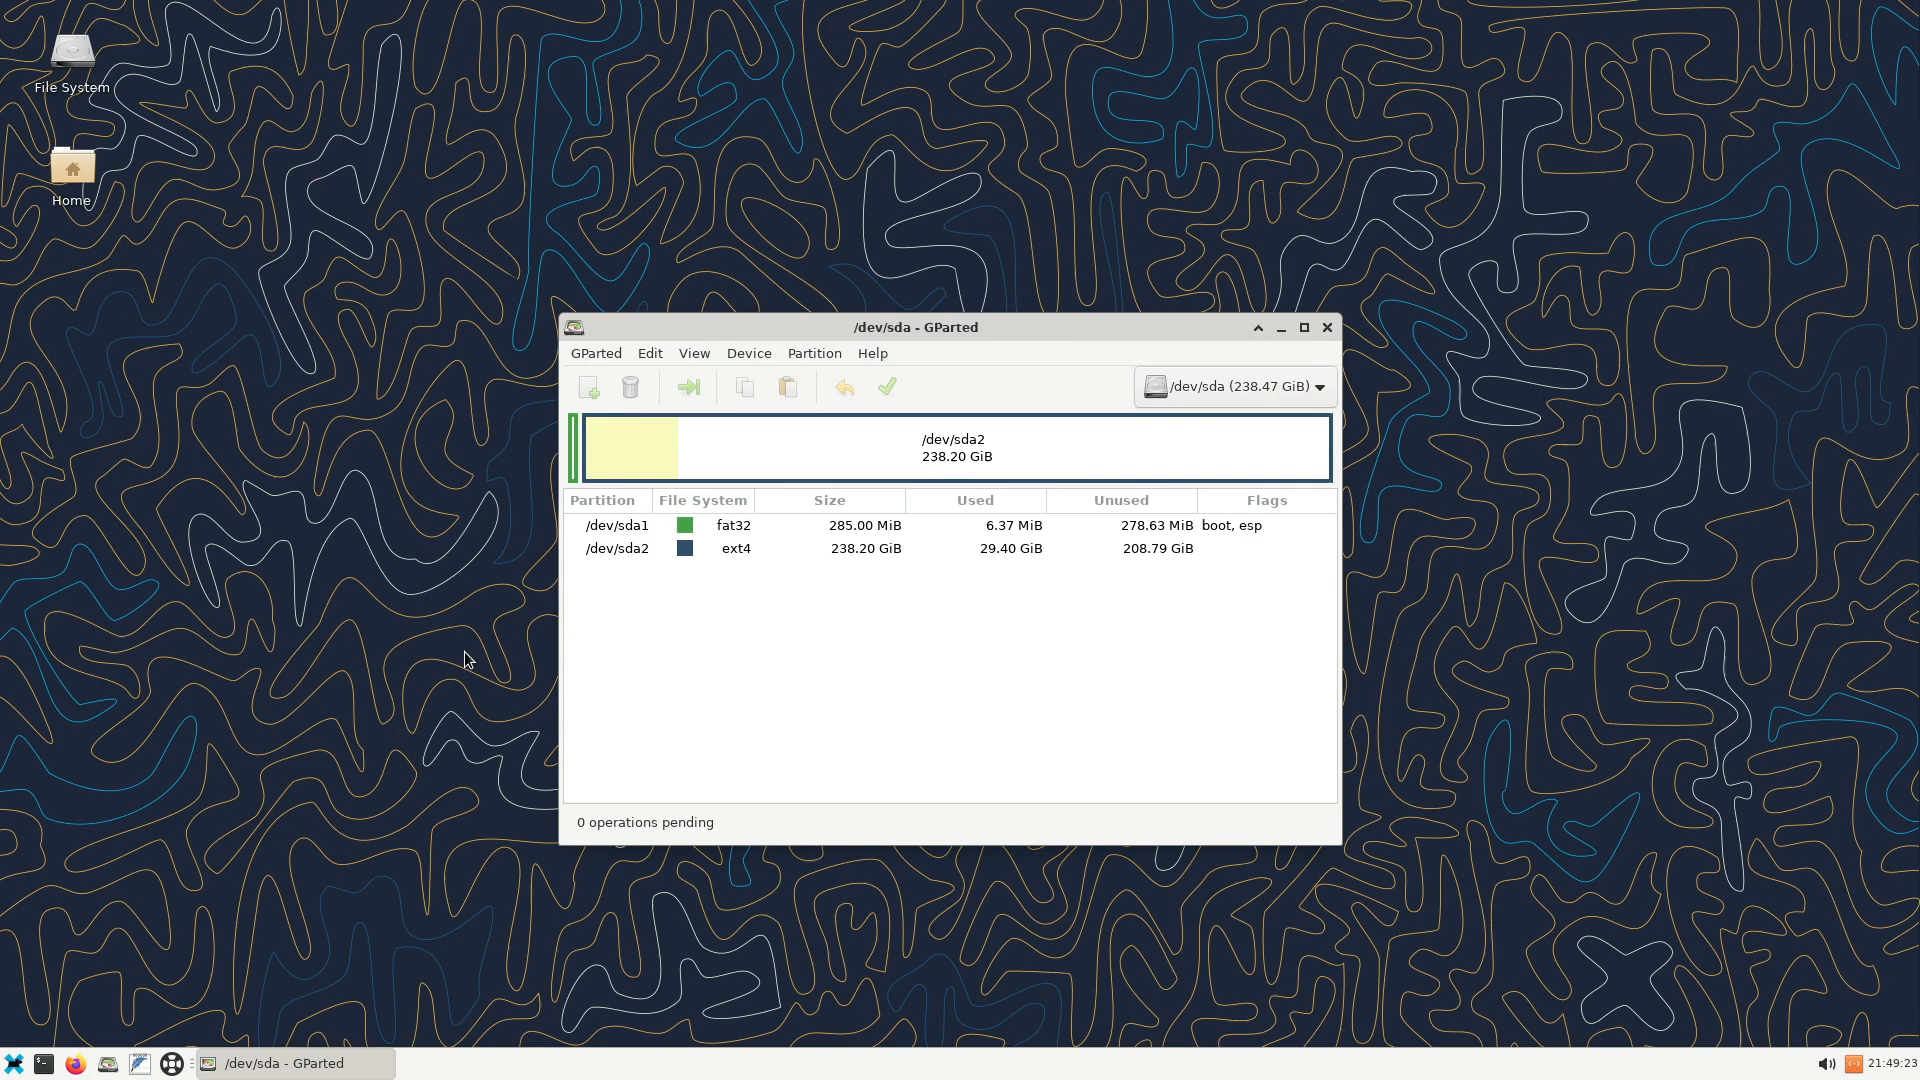 File System
Home
/dev/sda - GParted
GParted Edit View Device Partition Help
/dev/sda (238.47 GiB)
/dev/sda2
238.20 GiB
Partition File System Size Used Unused Flags
/dev/sda1 fat32 285.00 MiB 6.37 MiB 278.63 MiB boot, esp
/dev/sda2 ext4 238.20 GiB 29.40 GiB 208.79 GiB
0 operations pending
/dev/sda - GParted
21:49:23